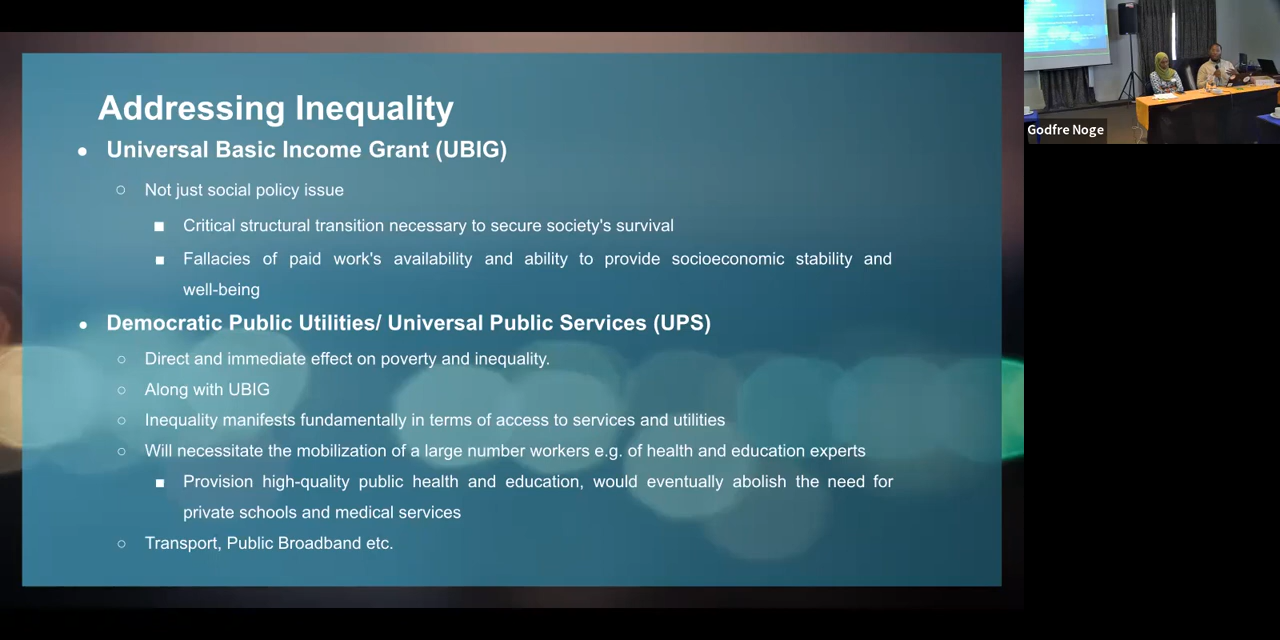 Addressing Inequality
● Universal Basic Income Grant (UBIG)
○ Not just social policy issue
■ Critical structural transition necessary to secure society's survival
■ Fallacies of paid work's availability and ability to provide socioeconomic stability and
well-being
● Democratic Public Utilities/ Universal Public Services (UPS)
○ Direct and immediate effect on poverty and inequality.
○ Along with UBIG
○ Inequality manifests fundamentally in terms of access to services and utilities
○ Will necessitate the mobilization of a large number workers e.g. of health and education experts
■ Provision high-quality public health and education, would eventually abolish the need for
private schools and medical services
○ Transport, Public Broadband etc.
Godfre Noge